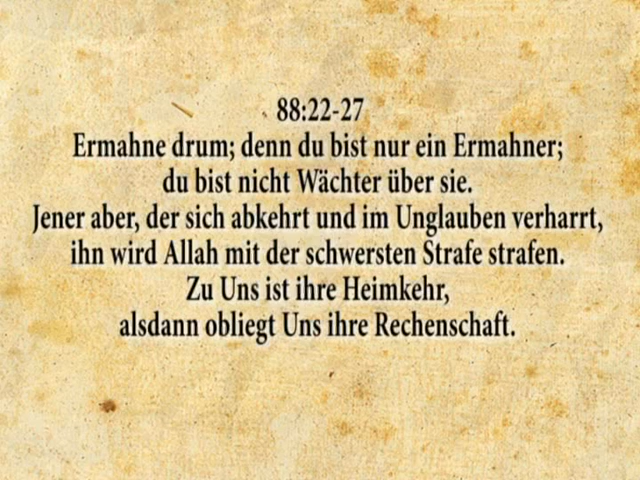 88:22-27
Ermahne drum; denn du bist nur ein Ermahner;
du bist nicht Wächter über sie.
Jener aber, der sich abkehrt und im Unglauben verharrt,
ihn wird Allah mit der schwersten Strafe strafen.
Zu Uns ist ihre Heimkehr,
alsdann obliegt Uns ihre Rechenschaft.